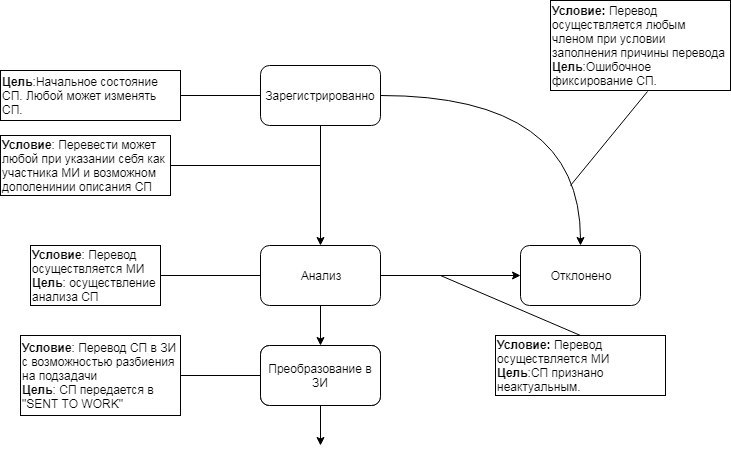 Условие: Перевод
осуществляется любым
членом при условии
заполнения причины перевода
Цель:Ошибочное
фиксирование СП.
Цель:Начальное состояние
СП. Любой может изменять
СП.
Зарегистрированно
Условие: Перевести может
любой при указании себя как
участника МИ и возможном
дополенинии описания СП
Условие: Перевод
осуществляется МИ
Цель: осуществление
анализа СП
Анализ
Отклонено
Условие: Перевод СП в ЗИ
с возможностью разбиения
на подзадачи
Цель: СП передается в
"SENT TO WORK"
Преобразование в
ЗИ
Условие: Перевод
осуществляется МИ
Цель:СП признано
неактуальным.